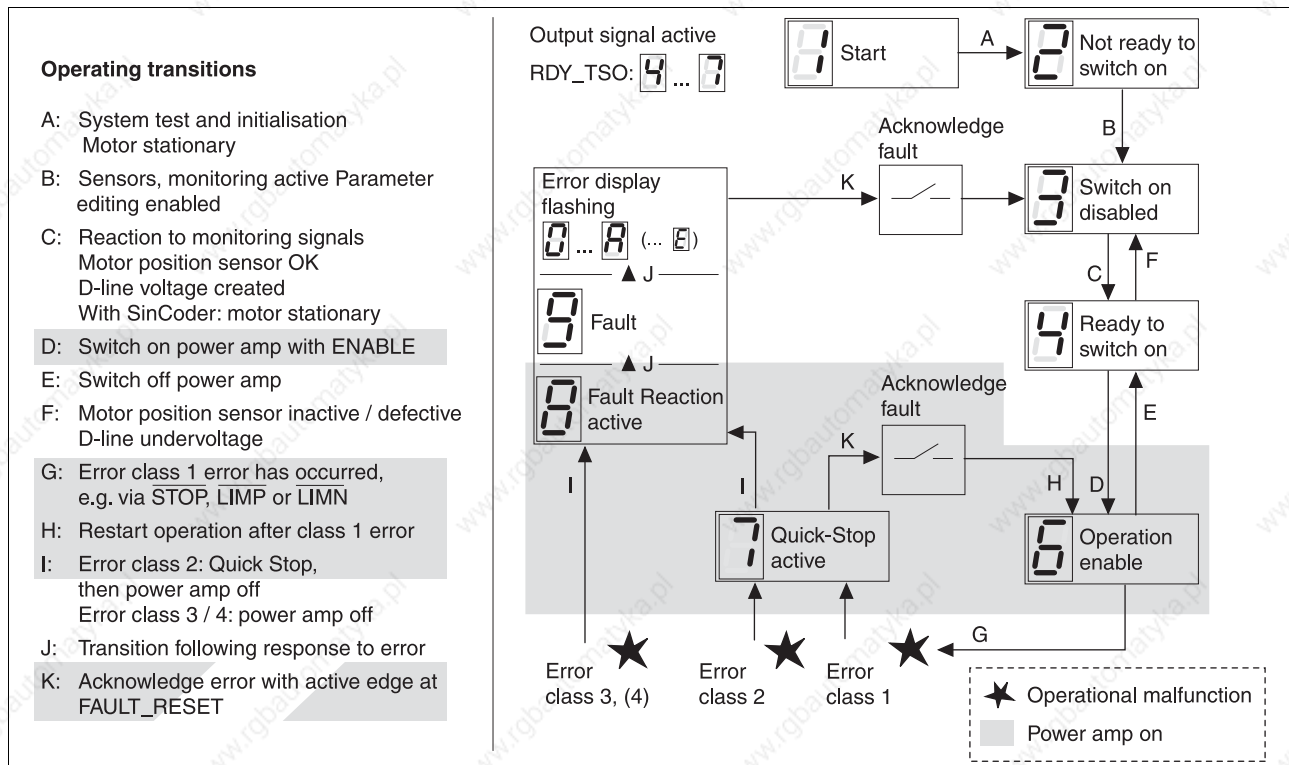 Operating transitions
A: System test and initialisation
Motor stationary
B: Sensors, monitoring active Parameter
editing enabled
C: Reaction to monitoring signals
Motor position sensor OK
D-line voltage created
With SinCoder: motor stationary
D: Switch on power amp with ENABLE
E: Switch off power amp
F: Motor position sensor inactive / defective
D-line undervoltage
G: Error class 1 error has occurred,
e.g. via STOP, LIMP or LIMN
H: Restart operation after class 1 error
I: Error class 2: Quick Stop,
then power amp off
Error class 3 / 4: power amp off
J: Transition following response to error
K: Acknowledge error with active edge at
FAULT_RESET
Output signal active
RDY_TSO: 4 ... 7
1 Start
A
2 Not ready to
switch on
B
Acknowledge
fault
K
3 Switch on
disabled
Error display
flashing
0 ... A (... E)
J
9 Fault
J
8 Fault Reaction
active
C
F
4 Ready to
switch on
Acknowledge
fault
K
E
I
I
H
D
7 Quick-Stop
active
6 Operation
enable
G
Error
class 3, (4)
Error
class 2
Error
class 1
Operational malfunction
Power amp on
www.rgbautomatyka.pl